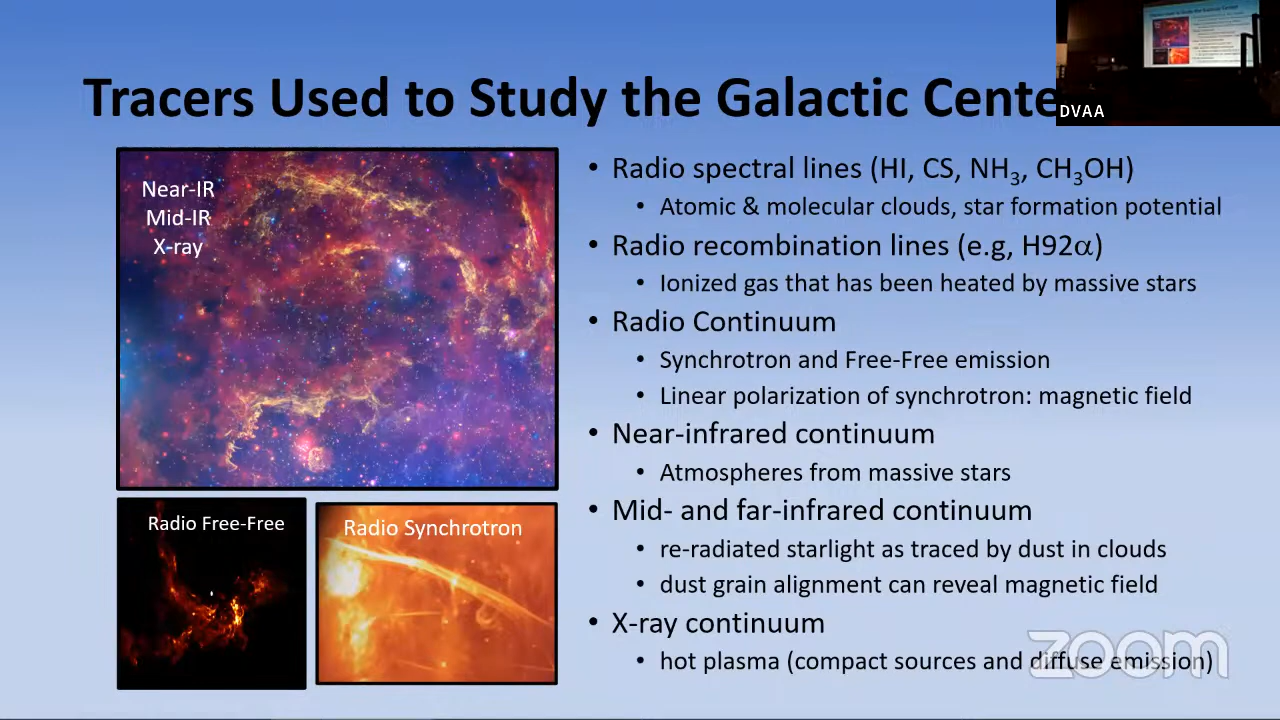 Tracers Used to Study the Galactic Cente
DVAA
Near-IR
Mid-IR
X-ray
Radio Free-Free
Radio Synchrotron
• Radio spectral lines (HI, CS, NH₃, CH₃OH)
• Atomic & molecular clouds, star formation potential
• Radio recombination lines (e.g, H92α)
• Ionized gas that has been heated by massive stars
• Radio Continuum
• Synchrotron and Free-Free emission
• Linear polarization of synchrotron: magnetic field
• Near-infrared continuum
• Atmospheres from massive stars
• Mid- and far-infrared continuum
• re-radiated starlight as traced by dust in clouds
• dust grain alignment can reveal magnetic field
• X-ray continuum
• hot plasma (compact sources and diffuse emission)
zoom